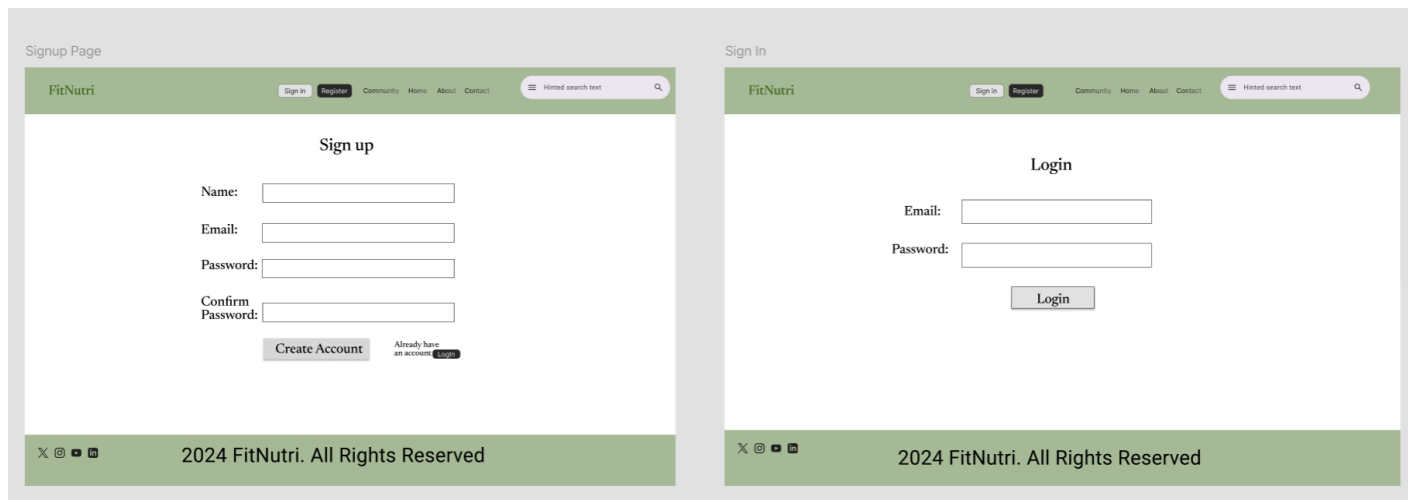 Signup Page
FitNutri
Sign in Register Community Home About Contact Hinted search text
Sign up
Name:
Email:
Password:
Confirm
Password:
Create Account
Already have
an account
LogIn
2024 FitNutri. All Rights Reserved
Sign In
FitNutri
Sign in Register Community Home About Contact Hinted search text
Login
Email:
Password:
Login
2024 FitNutri. All Rights Reserved